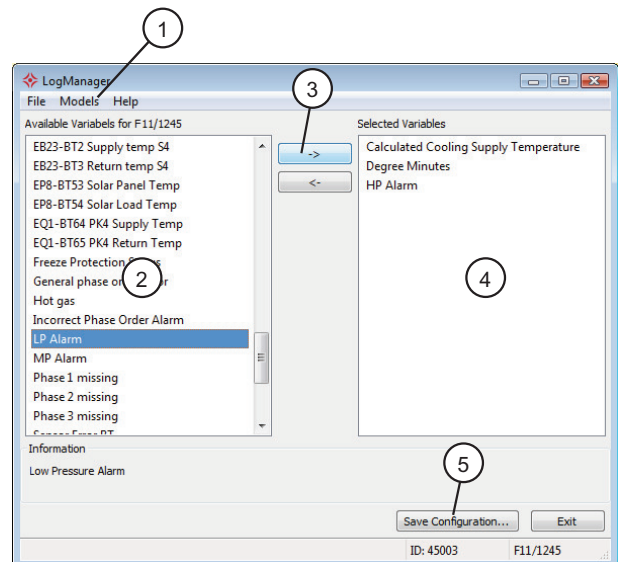 1
LogManager
File Models Help
3
Available Variabels for F11/1245
Selected Variables
EB23-BT2 Supply temp S4
EB23-BT3 Return temp S4
EP8-BT53 Solar Panel Temp
EP8-BT54 Solar Load Temp
EQ1-BT64 PK4 Supply Temp
EQ1-BT65 PK4 Return Temp
Freeze Protection
General phase
Hot gas
Incorrect Phase Order Alarm
LP Alarm
MP Alarm
Phase 1 missing
Phase 2 missing
Phase 3 missing
2
->
<-
Calculated Cooling Supply Temperature
Degree Minutes
HP Alarm
4
Information
Low Pressure Alarm
5
Save Configuration... Exit
ID: 45003 F11/1245